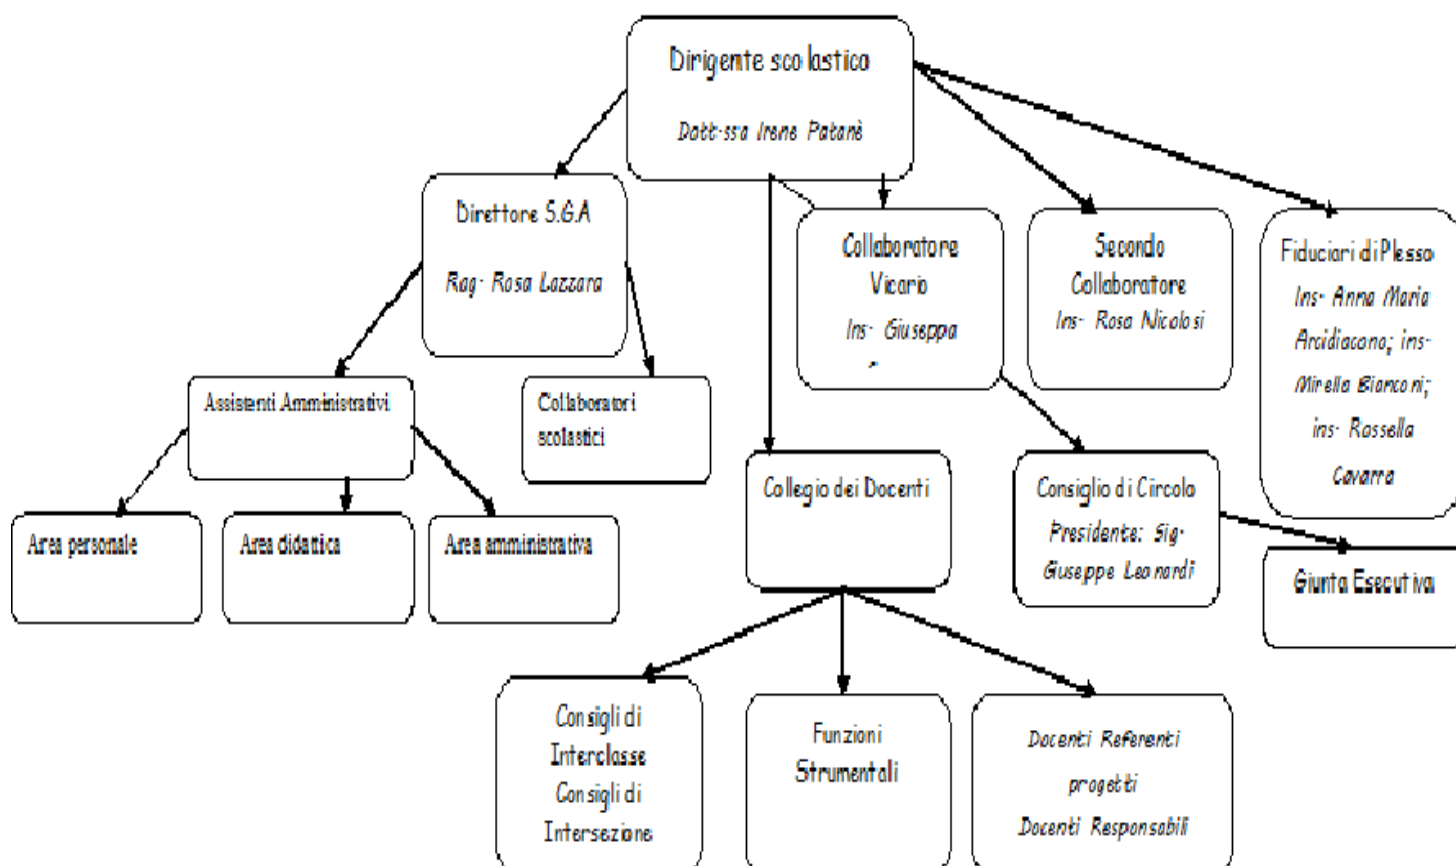 Dirigente scolastico
Dott.ssa Irene Patanè
Direttore S.G.A
Rag. Rosa Lazzara
Collaboratore
Vicario
Ins. Giuseppa
Secondo
Collaboratore
Ins. Rosa Nicolosi
Fiduciari di Plesso
Ins. Anna Maria
Arcidiacono; ins.
Mirella Bianconi;
ins. Rossella
Cavarra
Assistenti Amministrativi
Collaboratori
scolastici
Collegio dei Docenti
Consiglio di Circolo
Presidente: Sig.
Giuseppe Leonardi
Area personale
Area didattica
Area amministrativa
Giunta Esecutiva
Consigli di
Interclasse
Consigli di
Intersezione
Funzioni
Strumentali
Docenti Referenti
progetti
Docenti Responsabili